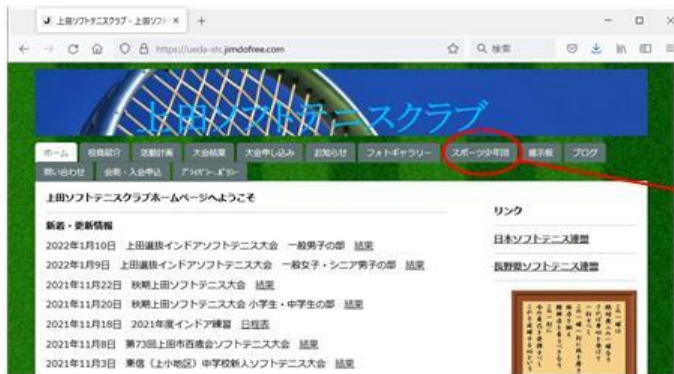 上田ソフトテニスクラブ - 上田ソフト ×
https://ueda-stc.jimdofree.com
検索
上田ソフトテニスクラブ
ホーム 役員紹介 活動計画 大会結果 大会申し込み お知らせ フォトギャラリー スポーツ少年団 掲示板 ブログ
問い合わせ 会則・入会申込
上田ソフトテニスクラブホームページへようこそ
新着・更新情報
2022年1月10日 上田選抜インドアソフトテニス大会 一般男子の部 結果
2022年1月9日 上田選抜インドアソフトテニス大会 一般女子・シニア男子の部 結果
2021年11月22日 秋期上田ソフトテニス大会 結果
2021年11月20日 秋期上田ソフトテニス大会 小学生・中学生の部 結果
2021年11月18日 2021年度インドア練習 日程表
2021年11月8日 第73回上田市百歳会ソフトテニス大会 結果
2021年11月3日 東信（上小地区）中学校新人ソフトテニス大会 結果
リンク
日本ソフトテニス連盟
長野県ソフトテニス連盟